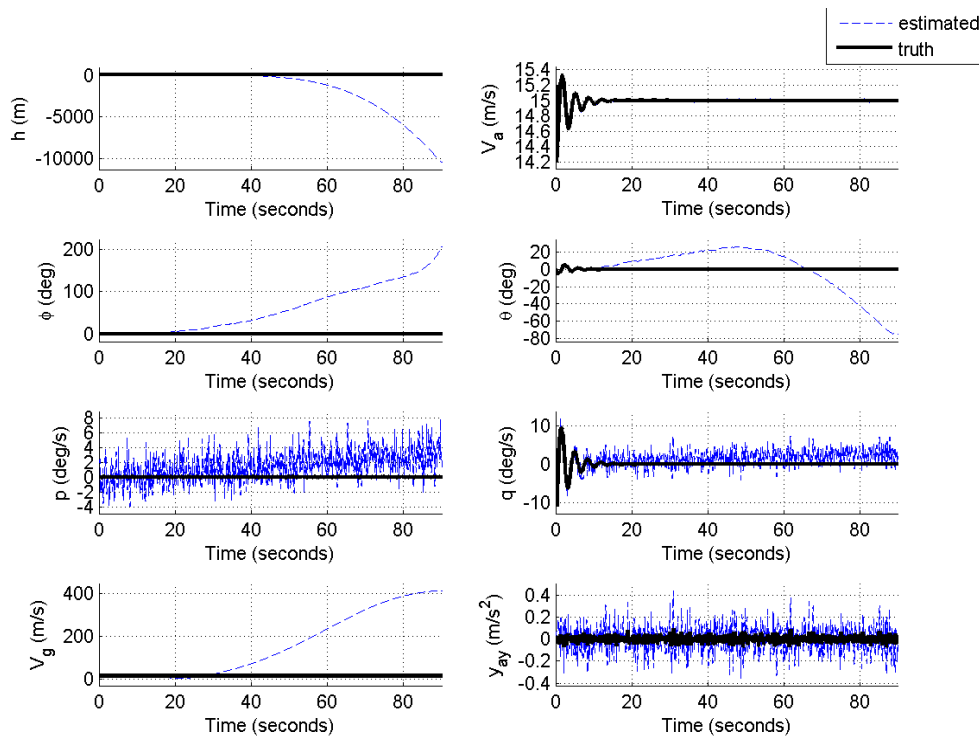 estimated
truth
0
-5000
-10000
h (m)
0 20 40 60 80
Time (seconds)
15.4
15.2
15
14.8
14.6
14.4
14.2
V_a (m/s)
0 20 40 60 80
Time (seconds)
200
100
0
ϕ (deg)
0 20 40 60 80
Time (seconds)
20
0
-20
-40
-60
-80
θ (deg)
0 20 40 60 80
Time (seconds)
8
6
4
2
0
-2
-4
p (deg/s)
0 20 40 60 80
Time (seconds)
10
0
-10
q (deg/s)
0 20 40 60 80
Time (seconds)
400
200
0
V_g (m/s)
0 20 40 60 80
Time (seconds)
0.4
0.2
0
-0.2
-0.4
y_ay (m/s²)
0 20 40 60 80
Time (seconds)